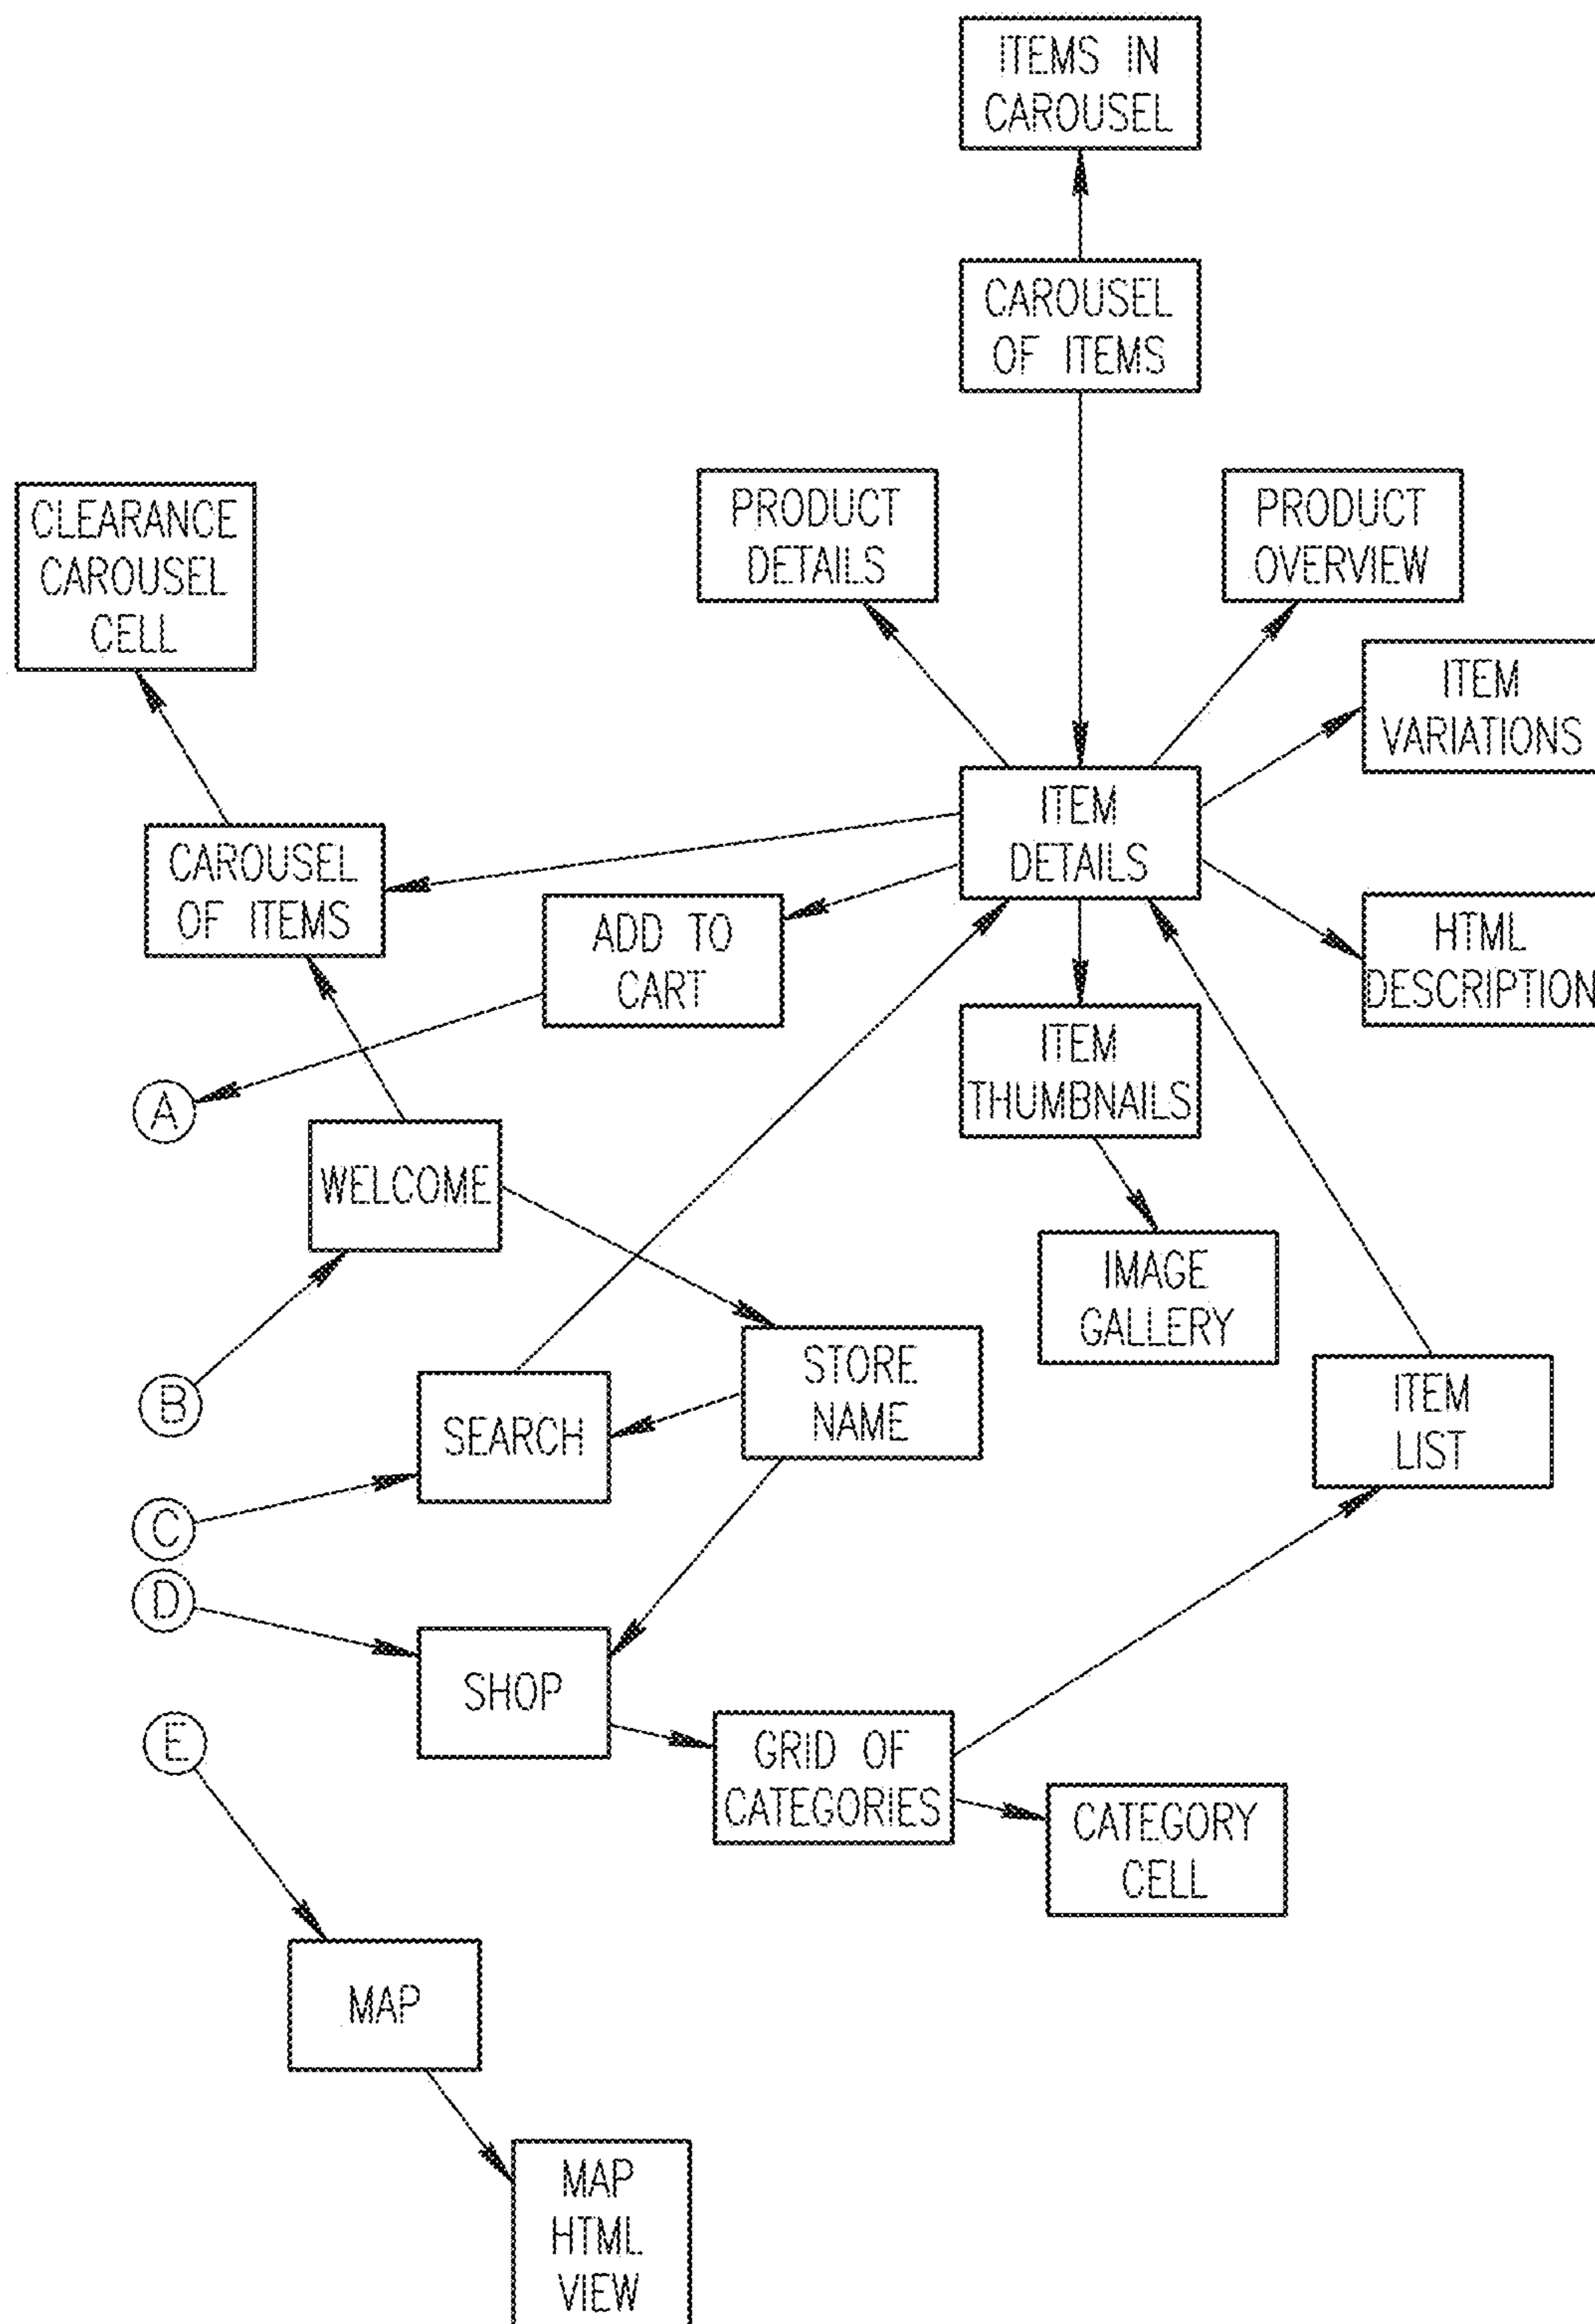 ITEMS IN
CAROUSEL
CAROUSEL
OF ITEMS
PRODUCT
DETAILS
PRODUCT
OVERVIEW
CLEARANCE
CAROUSEL
CELL
ITEM
VARIATIONS
ITEM
DETAILS
CAROUSEL
OF ITEMS
ADD TO
CART
HTML
DESCRIPTION
ITEM
THUMBNAILS
A
WELCOME
IMAGE
GALLERY
B
STORE
NAME
SEARCH
ITEM
LIST
C
D
SHOP
E
GRID OF
CATEGORIES
CATEGORY
CELL
MAP
MAP
HTML
VIEW